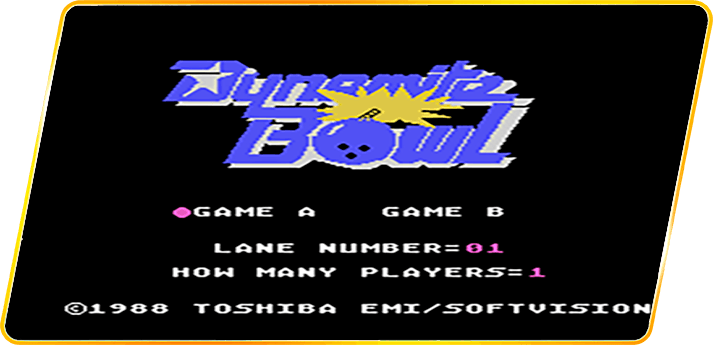 Dynamite
Bowl
GAME A GAME B
LANE NUMBER=01
HOW MANY PLAYERS=1
©1988 TOSHIBA EMI/SOFTVISION